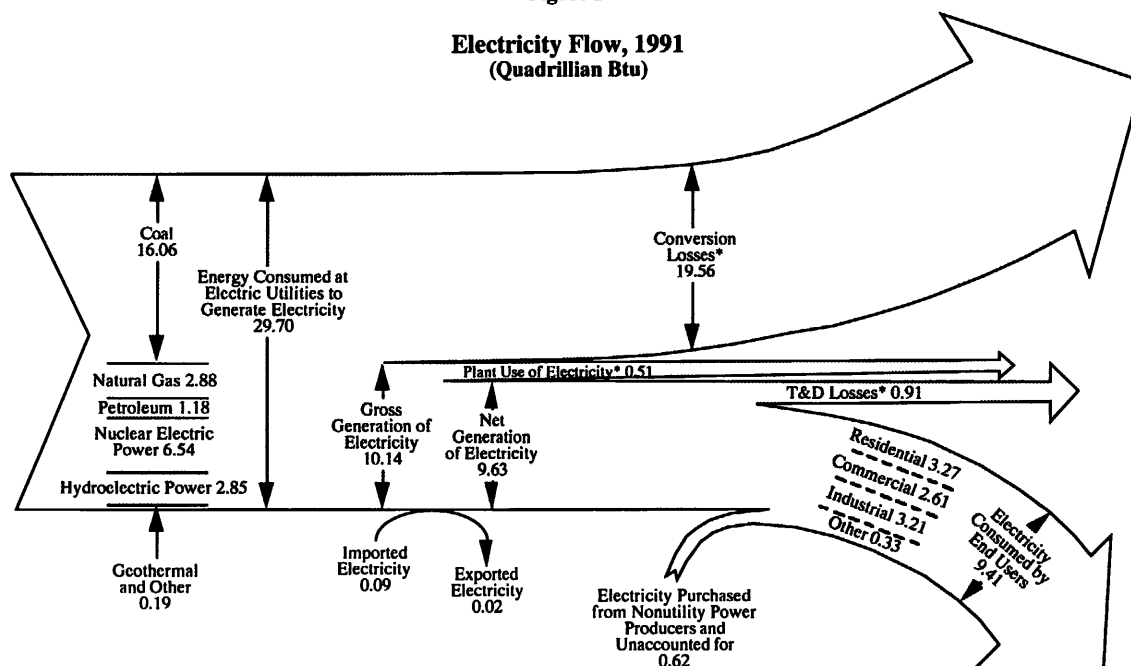 Electricity Flow, 1991
(Quadrillian Btu)
Coal
16.06
Energy Consumed at
Electric Utilities to
Generate Electricity
29.70
Conversion
Losses*
19.56
Natural Gas 2.88
Petroleum 1.18
Nuclear Electric
Power 6.54
Hydroelectric Power 2.85
Geothermal
and Other
0.19
Gross
Generation of
Electricity
10.14
Net
Generation
of Electricity
9.63
Plant Use of Electricity* 0.51
T&D Losses* 0.91
Imported
Electricity
0.09
Exported
Electricity
0.02
Electricity Purchased
from Nonutility Power
Producers and
Unaccounted for
0.62
Residential 3.27
Commercial 2.61
Industrial 3.21
Other 0.33
Electricity
Consumed by
End Users
9.41